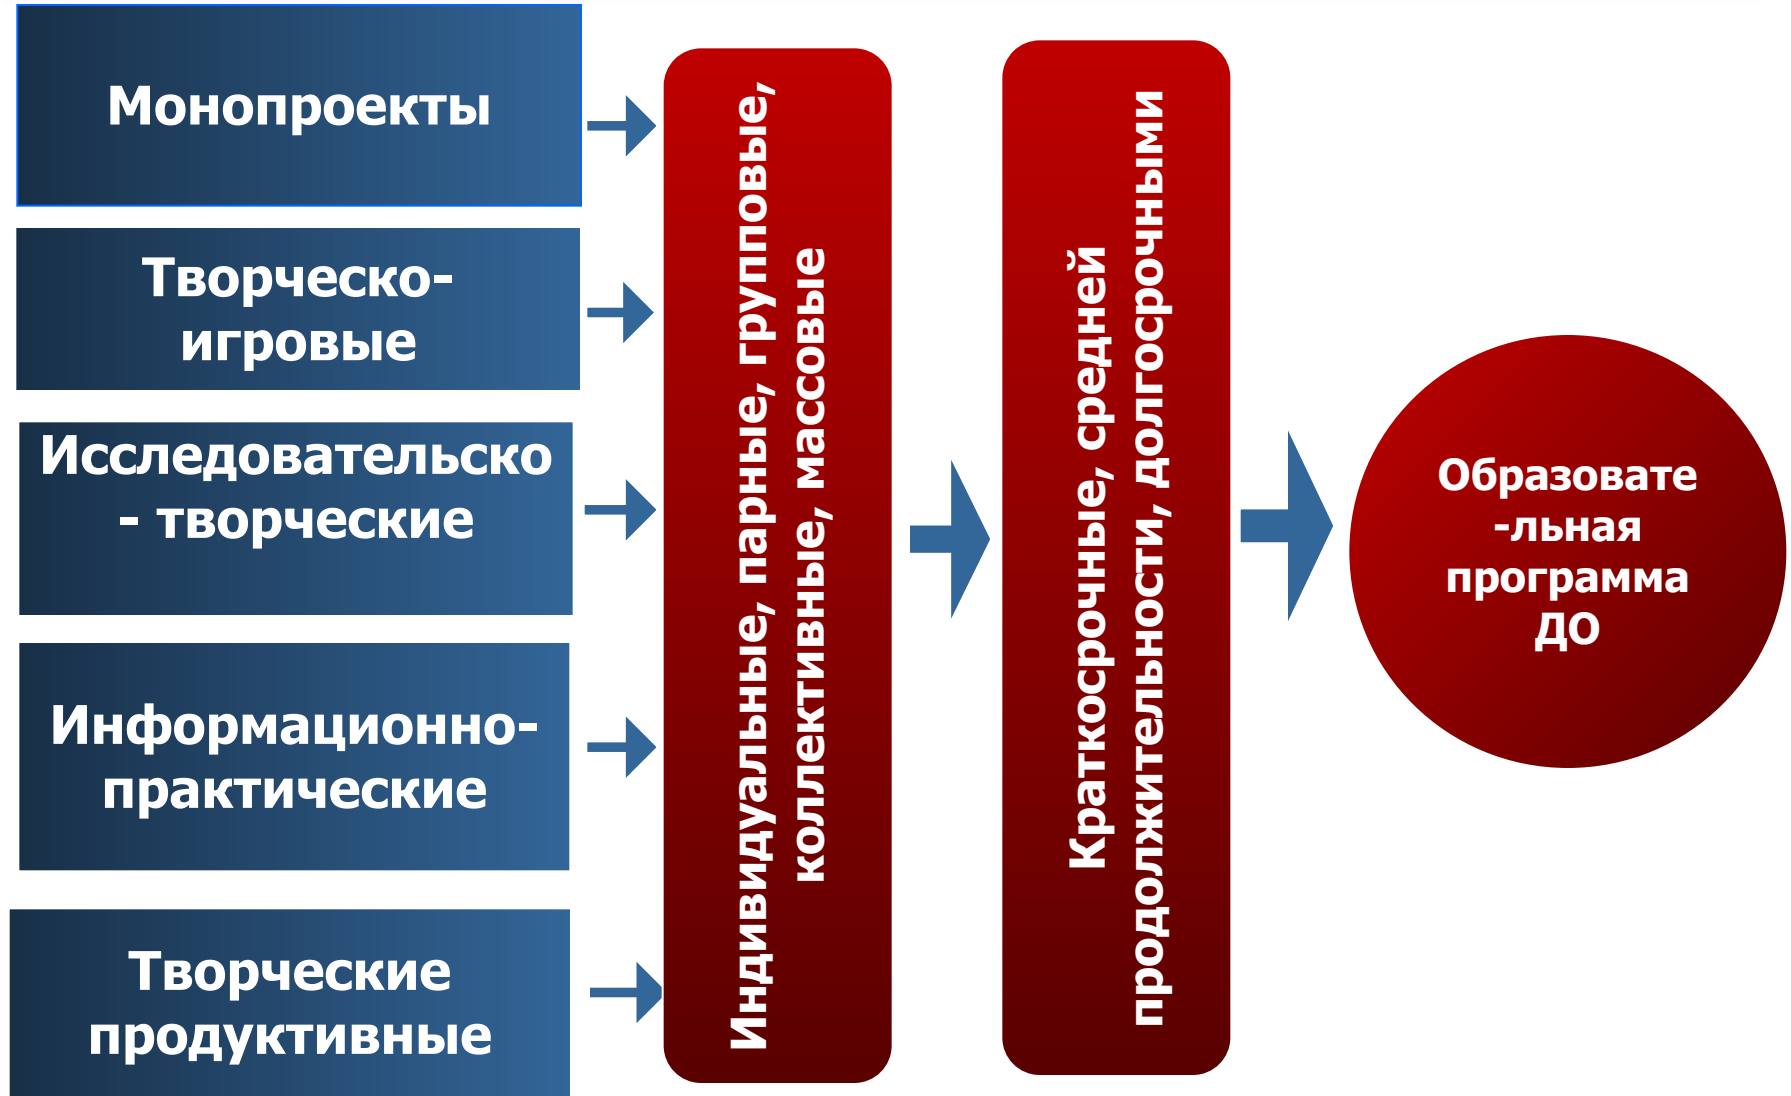 Монопроекты
Творческо-
игровые
Исследовательско
- творческие
Информационно-
практические
Творческие
продуктивные
Индивидуальные, парные, групповые,
коллективные, массовые
Краткосрочные, средней
продолжительности, долгосрочными
Образовате
-льная
программа
ДО